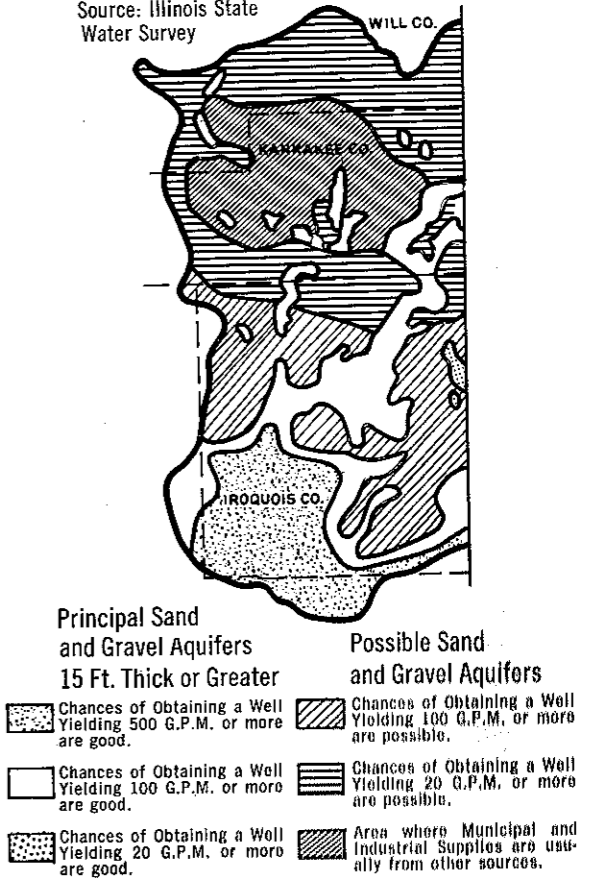 Source: Illinois State
Water Survey
WILL CO.
KANKAKEE CO.
IROQUOIS CO.
Principal Sand
and Gravel Aquifers
15 Ft. Thick or Greater
Chances of Obtaining a Well
Yielding 500 G.P.M. or more
are good.
Chances of Obtaining a Well
Yielding 100 G.P.M. or more
are good.
Chances of Obtaining a Well
Yielding 20 G.P.M. or more
are good.
Possible Sand
and Gravel Aquifers
Chances of Obtaining a Well
Yielding 100 G.P.M. or more
are possible.
Chances of Obtaining a Well
Yielding 20 G.P.M. or more
are possible.
Area where Municipal and
Industrial Supplies are usu-
ally from other sources.